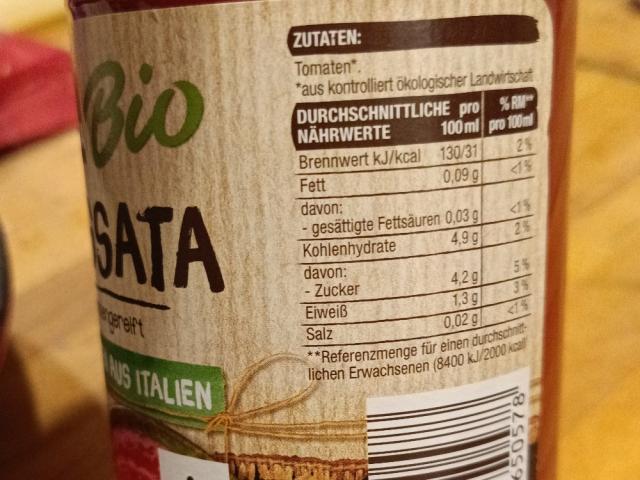 Bio
SSATA
engereift
AUS ITALIEN
ZUTATEN:
Tomaten*.
*aus kontrolliert ökologischer Landwirtschaft
DURCHSCHNITTLICHE pro % RM**
NÄHRWERTE 100 ml pro 100 ml
Brennwert kJ/kcal 130/31 2%
Fett 0,09 g <1%
davon:
- gesättigte Fettsäuren 0,03 g <1%
Kohlenhydrate 4,9 g 2%
davon:
- Zucker 4,2 g 5%
Eiweiß 1,3 g 3%
Salz 0,02 g <1%
**Referenzmenge für einen durchschnitt-
lichen Erwachsenen (8400 kJ/2000 kcal)
650578